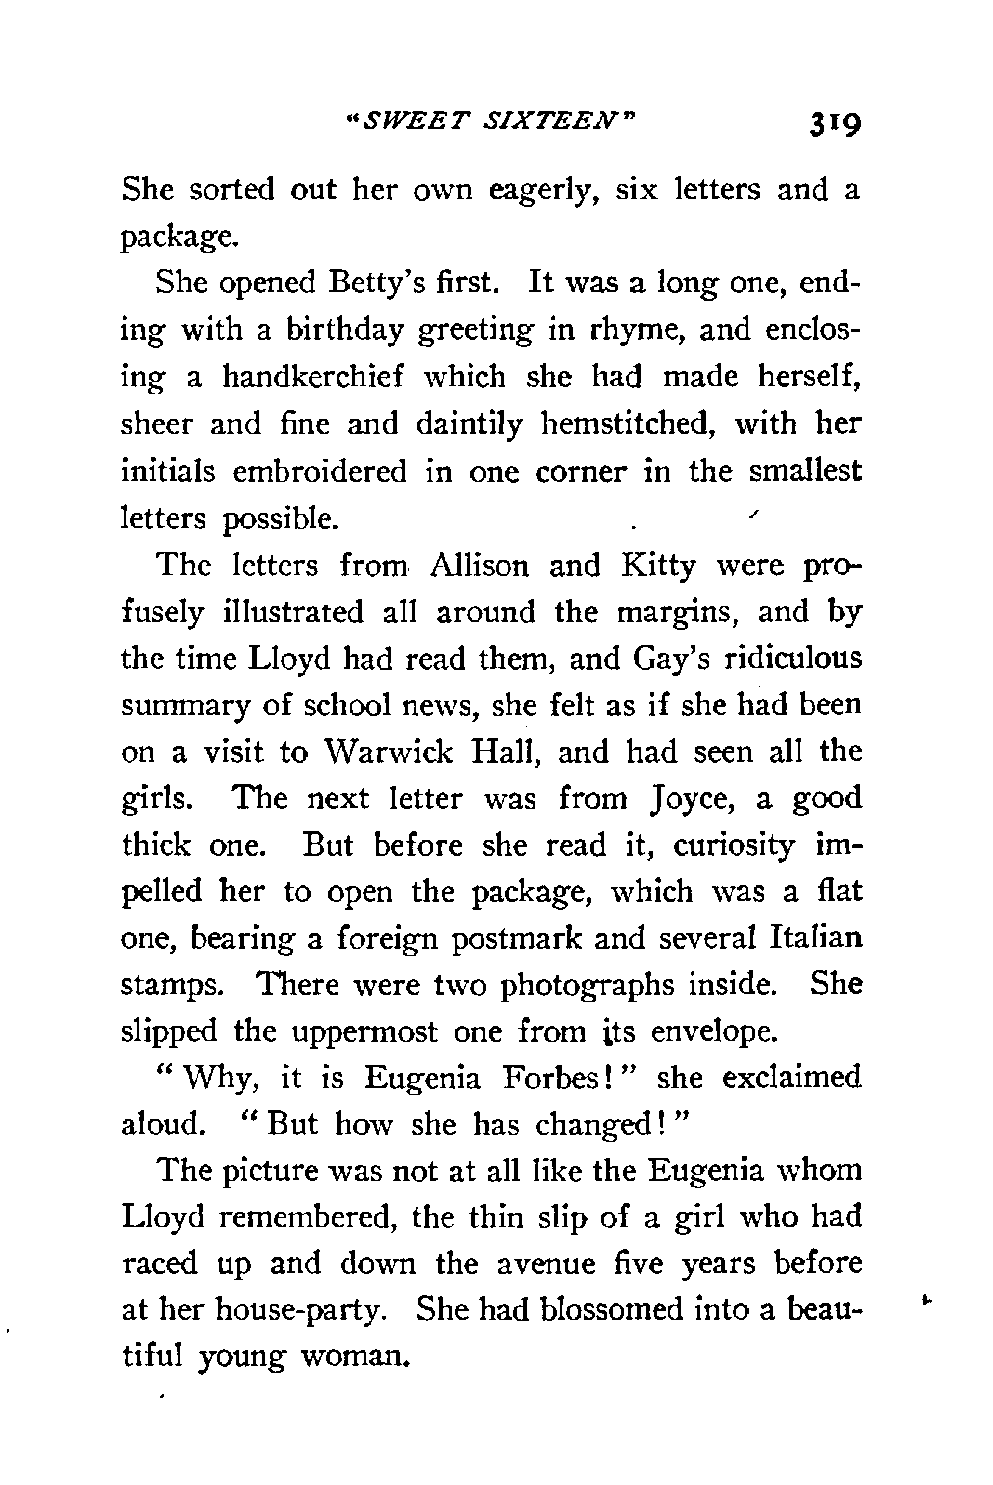 "SWEET SIXTEEN" 319
She sorted out her own eagerly, six letters and a
package.
She opened Betty's first. It was a long one, end-
ing with a birthday greeting in rhyme, and enclos-
ing a handkerchief which she had made herself,
sheer and fine and daintily hemstitched, with her
initials embroidered in one corner in the smallest
letters possible.
The letters from Allison and Kitty were pro-
fusely illustrated all around the margins, and by
the time Lloyd had read them, and Gay's ridiculous
summary of school news, she felt as if she had been
on a visit to Warwick Hall, and had seen all the
girls. The next letter was from Joyce, a good
thick one. But before she read it, curiosity im-
pelled her to open the package, which was a flat
one, bearing a foreign postmark and several Italian
stamps. There were two photographs inside. She
slipped the uppermost one from its envelope.
"Why, it is Eugenia Forbes!" she exclaimed
aloud. "But how she has changed!"
The picture was not at all like the Eugenia whom
Lloyd remembered, the thin slip of a girl who had
raced up and down the avenue five years before
at her house-party. She had blossomed into a beau-
tiful young woman.